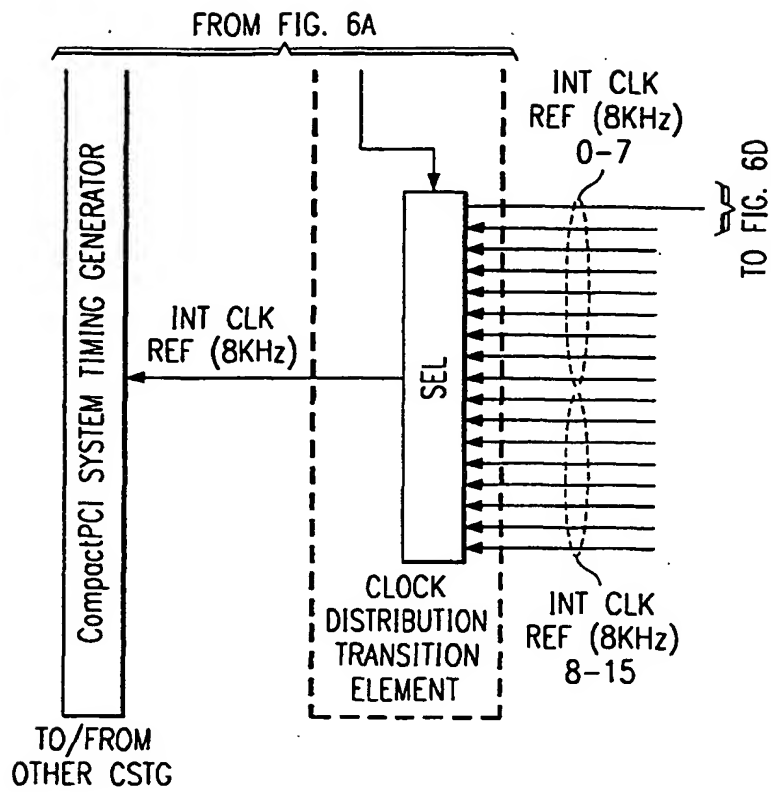 FROM FIG. 6A
INT CLK
REF (8KHz)
0-7
TO FIG. 6D
CompactPCI SYSTEM TIMING GENERATOR
INT CLK
REF (8KHz)
SEL
CLOCK
DISTRIBUTION
TRANSITION
ELEMENT
INT CLK
REF (8KHz)
8-15
TO/FROM
OTHER CSTG